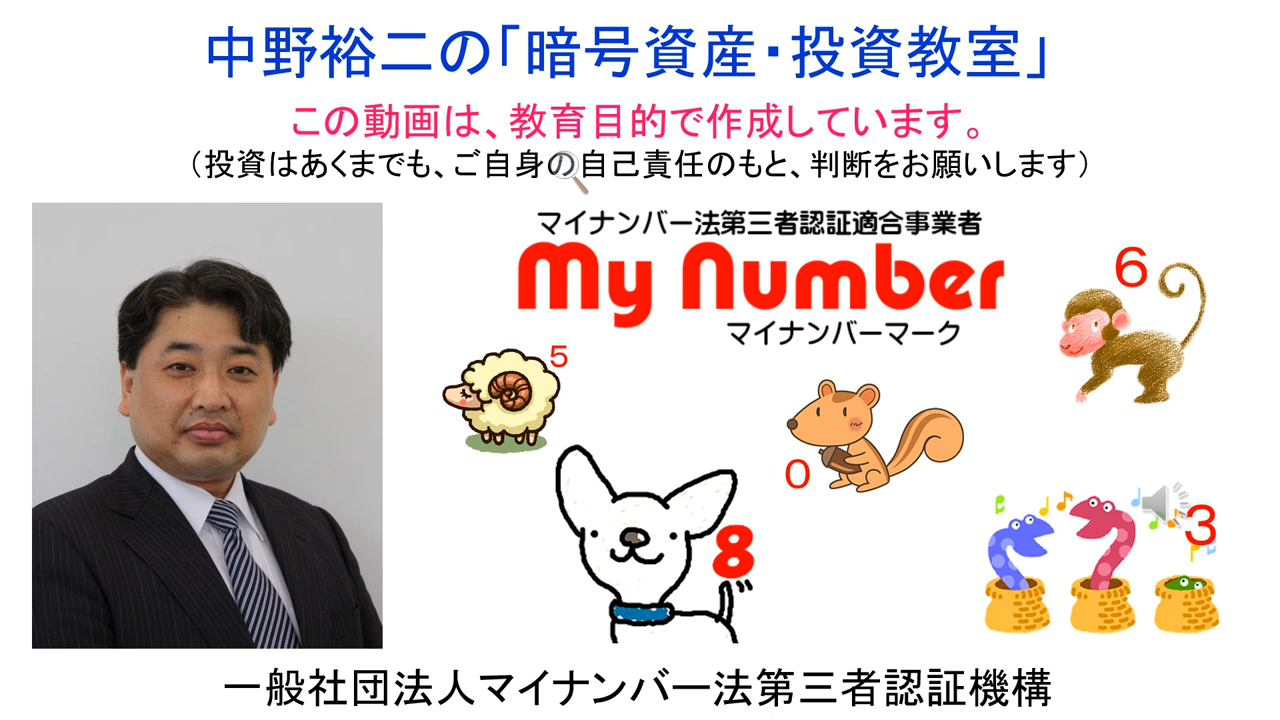 中野裕二の「暗号資産・投資教室」
この動画は、教育目的で作成しています。
（投資はあくまでも、ご自身の自己責任のもと、判断をお願いします）
マイナンバー法第三者認証適合事業者
My Number
マイナンバーマーク
6
5
0
8
3
一般社団法人マイナンバー法第三者認証機構